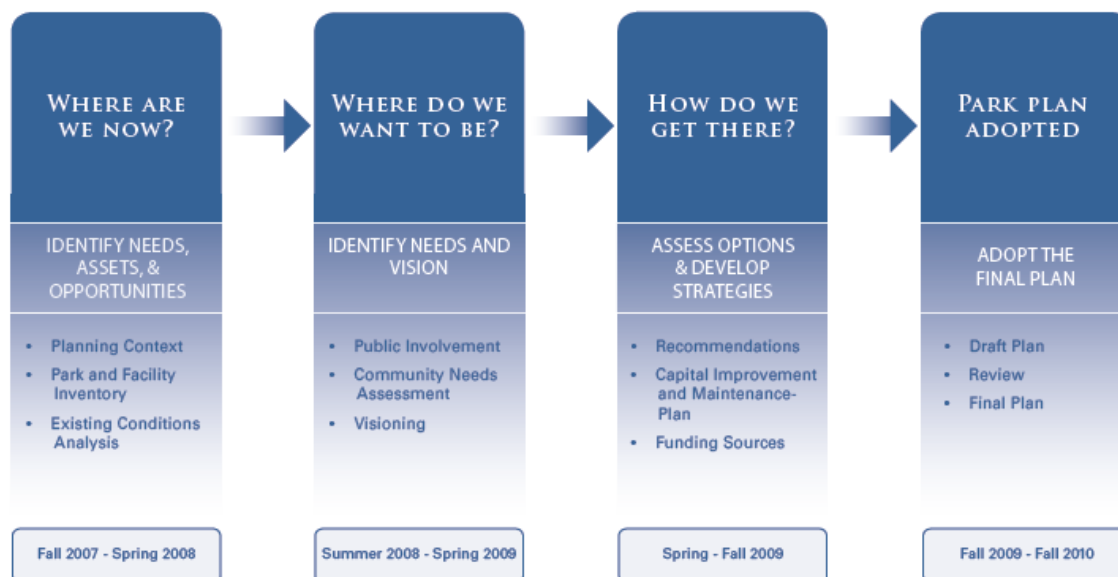 WHERE ARE
WE NOW?
IDENTIFY NEEDS,
ASSETS, &
OPPORTUNITIES
• Planning Context
• Park and Facility
Inventory
• Existing Conditions
Analysis
Fall 2007 - Spring 2008
WHERE DO WE
WANT TO BE?
IDENTIFY NEEDS AND
VISION
• Public Involvement
• Community Needs
Assessment
• Visioning
Summer 2008 - Spring 2009
HOW DO WE
GET THERE?
ASSESS OPTIONS
& DEVELOP
STRATEGIES
• Recommendations
• Capital Improvement
and Maintenance-
Plan
• Funding Sources
Spring - Fall 2009
PARK PLAN
ADOPTED
ADOPT THE
FINAL PLAN
• Draft Plan
• Review
• Final Plan
Fall 2009 - Fall 2010